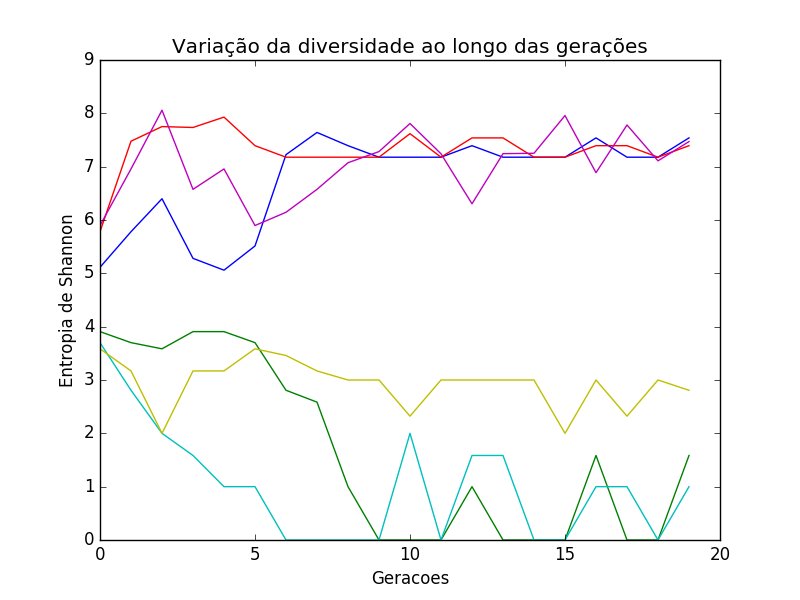 Variação da diversidade ao longo das gerações
9
8
7
6
5
4
3
2
1
0
Entropia de Shannon
0 5 10 15 20
Geracoes